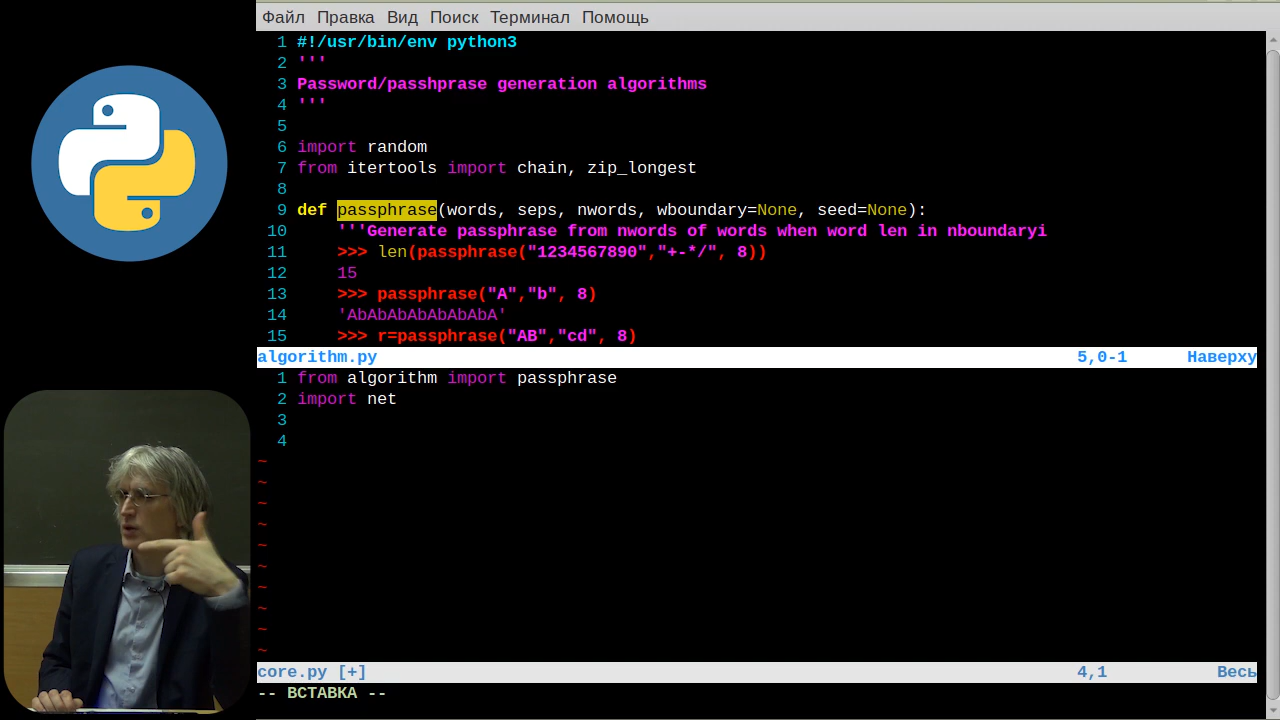 Файл Правка Вид Поиск Терминал Помощь
1 #!/usr/bin/env python3
2 '''
3 Password/passhprase generation algorithms
4 '''
5
6 import random
7 from itertools import chain, zip_longest
8
9 def passphrase(words, seps, nwords, wboundary=None, seed=None):
10 '''Generate passphrase from nwords of words when word len in nboundaryi
11 >>> len(passphrase("1234567890","+-*/", 8))
12 15
13 >>> passphrase("A","b", 8)
14 'AbAbAbAbAbAbAbA'
15 >>> r=passphrase("AB","cd", 8)
algorithm.py 5,0-1 Наверху
1 from algorithm import passphrase
2 import net
3
4
~
~
~
~
~
~
~
~
~
~
core.py [+] 4,1 Весь
-- ВСТАВКА --